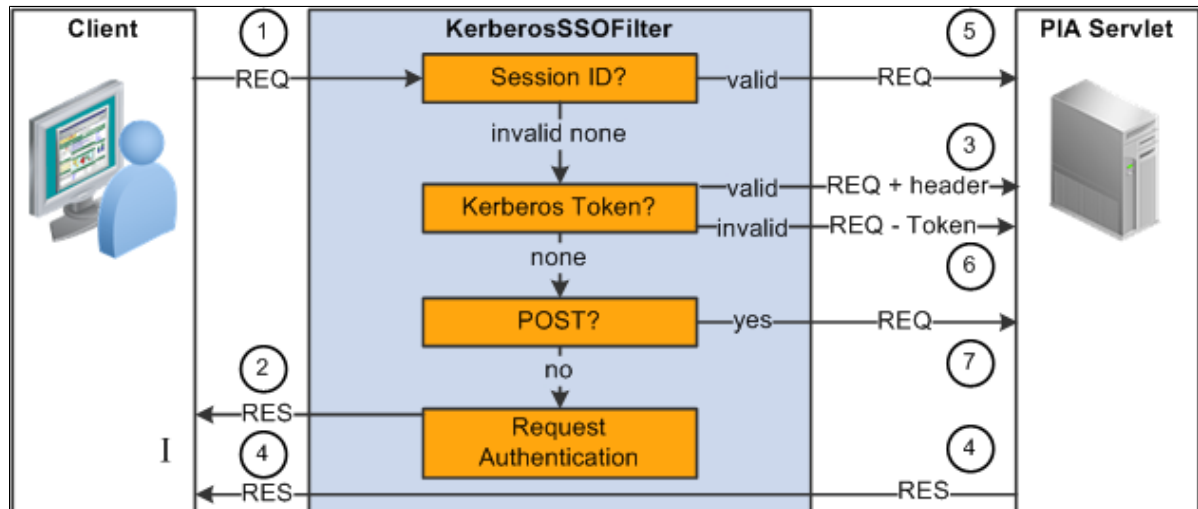 Client
1
KerberosSSOFilter
5
PIA Servlet
REQ
Session ID?
valid
REQ
invalid none
3
Kerberos Token?
valid
REQ + header
invalid
REQ - Token
none
6
POST?
yes
REQ
no
2
7
RES
Request
Authentication
I
4
4
RES
RES